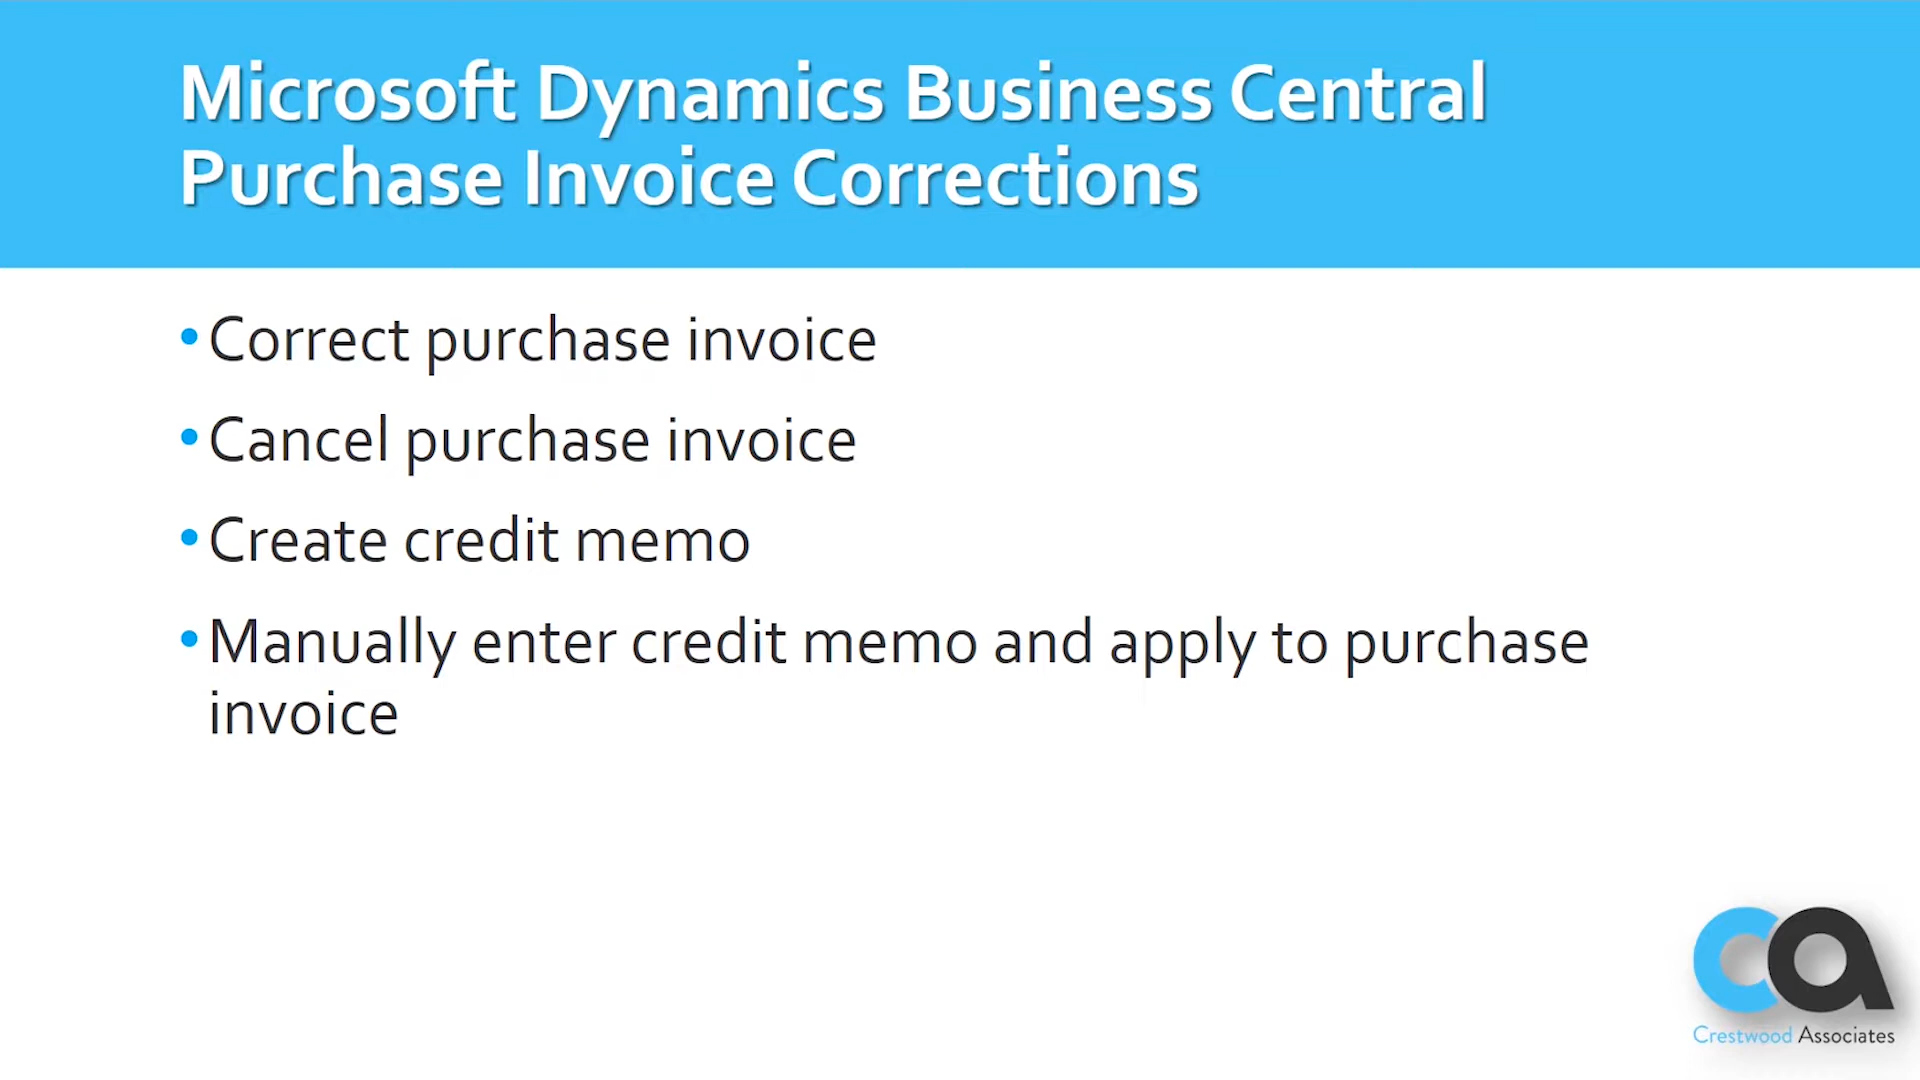 Microsoft Dynamics Business Central
Purchase Invoice Corrections
• Correct purchase invoice
• Cancel purchase invoice
• Create credit memo
• Manually enter credit memo and apply to purchase
invoice
ca
Crestwood Associates